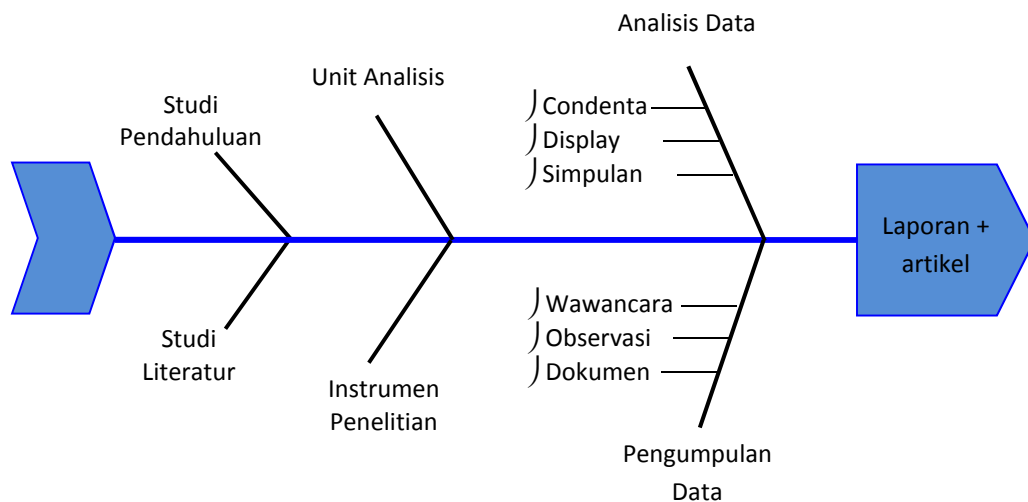 Analisis Data
Unit Analisis
Studi
Pendahuluan
Condenta
Display
Simpulan
Laporan +
artikel
Wawancara
Observasi
Dokumen
Studi
Literatur
Instrumen
Penelitian
Pengumpulan
Data